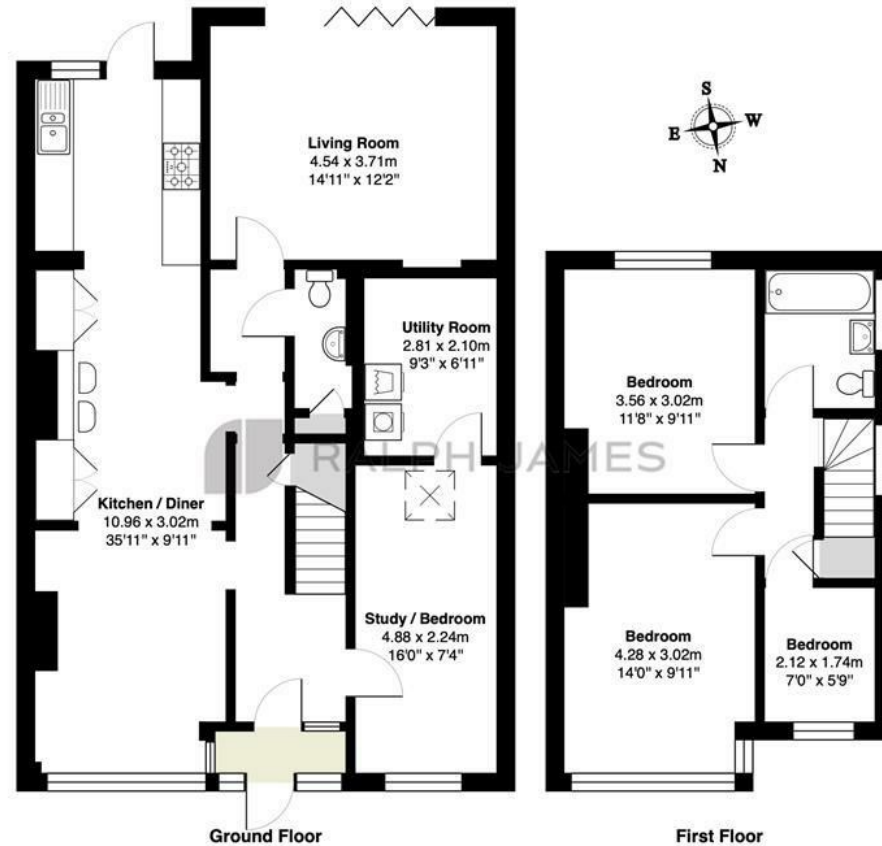 S
E
W
N
Living Room
4.54 x 3.71m
14'11" x 12'2"
Utility Room
2.81 x 2.10m
9'3" x 6'11"
Bedroom
3.56 x 3.02m
11'8" x 9'11"
RALPH JAMES
Kitchen / Diner
10.96 x 3.02m
35'11" x 9'11"
Study / Bedroom
4.88 x 2.24m
16'0" x 7'4"
Bedroom
4.28 x 3.02m
14'0" x 9'11"
Bedroom
2.12 x 1.74m
7'0" x 5'9"
Ground Floor
First Floor